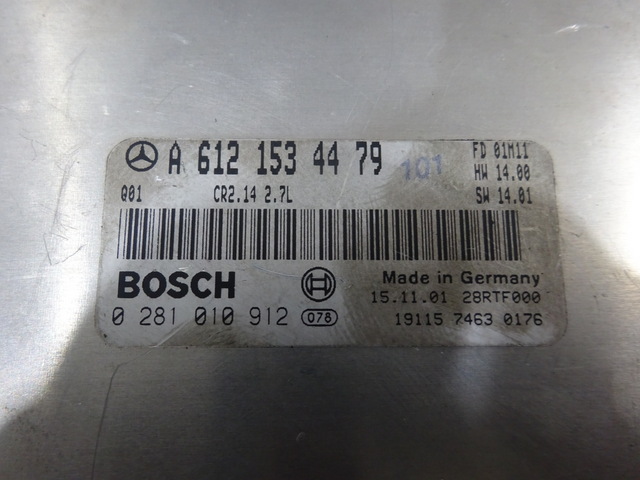 A 612 153 44 79 101 FD 01M11
HW 14.00
Q01 CR2.14 2.7L SW 14.01
BOSCH Made in Germany
15.11.01 28RTF000
0 281 010 912 078 19115 7463 0176